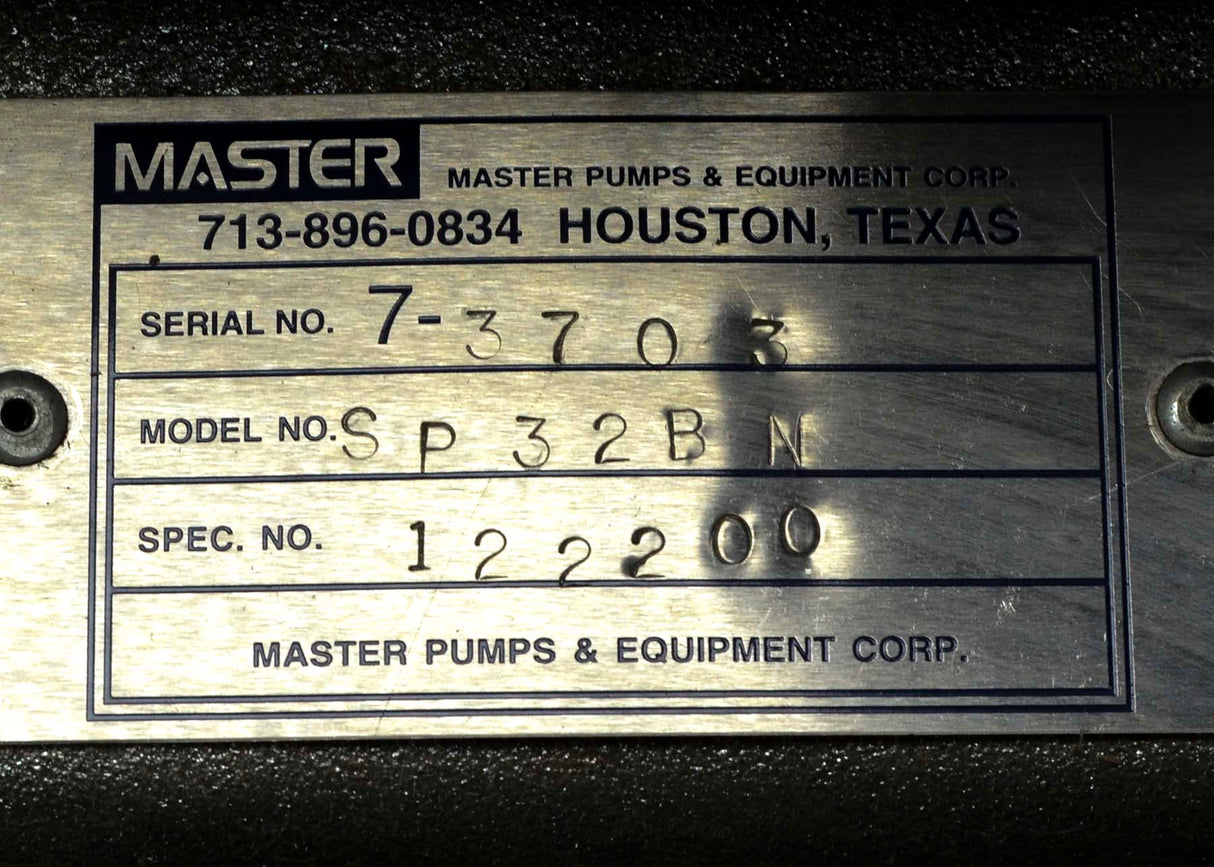 MASTER MASTER PUMPS & EQUIPMENT CORP.
713-896-0834 HOUSTON, TEXAS
SERIAL NO. 7-3703
MODEL NO. SP32BN
SPEC. NO. 122200
MASTER PUMPS & EQUIPMENT CORP.